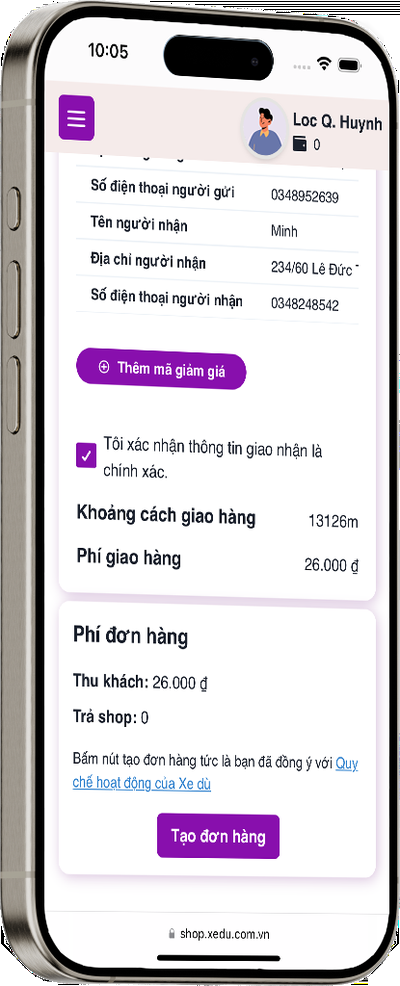 10:05
Loc Q. Huynh
0
Số điện thoại người gửi 0348952639
Tên người nhận Minh
Địa chỉ người nhận 234/60 Lê Đức
Số điện thoại người nhận 0348248542
Thêm mã giảm giá
Tôi xác nhận thông tin giao nhận là
chính xác.
Khoảng cách giao hàng 13126m
Phí giao hàng 26.000 ₫
Phí đơn hàng
Thu khách: 26.000 ₫
Trả shop: 0
Bấm nút tạo đơn hàng tức là bạn đã đồng ý với Quy
chế hoạt động của Xe dù
Tạo đơn hàng
shop.xedu.com.vn